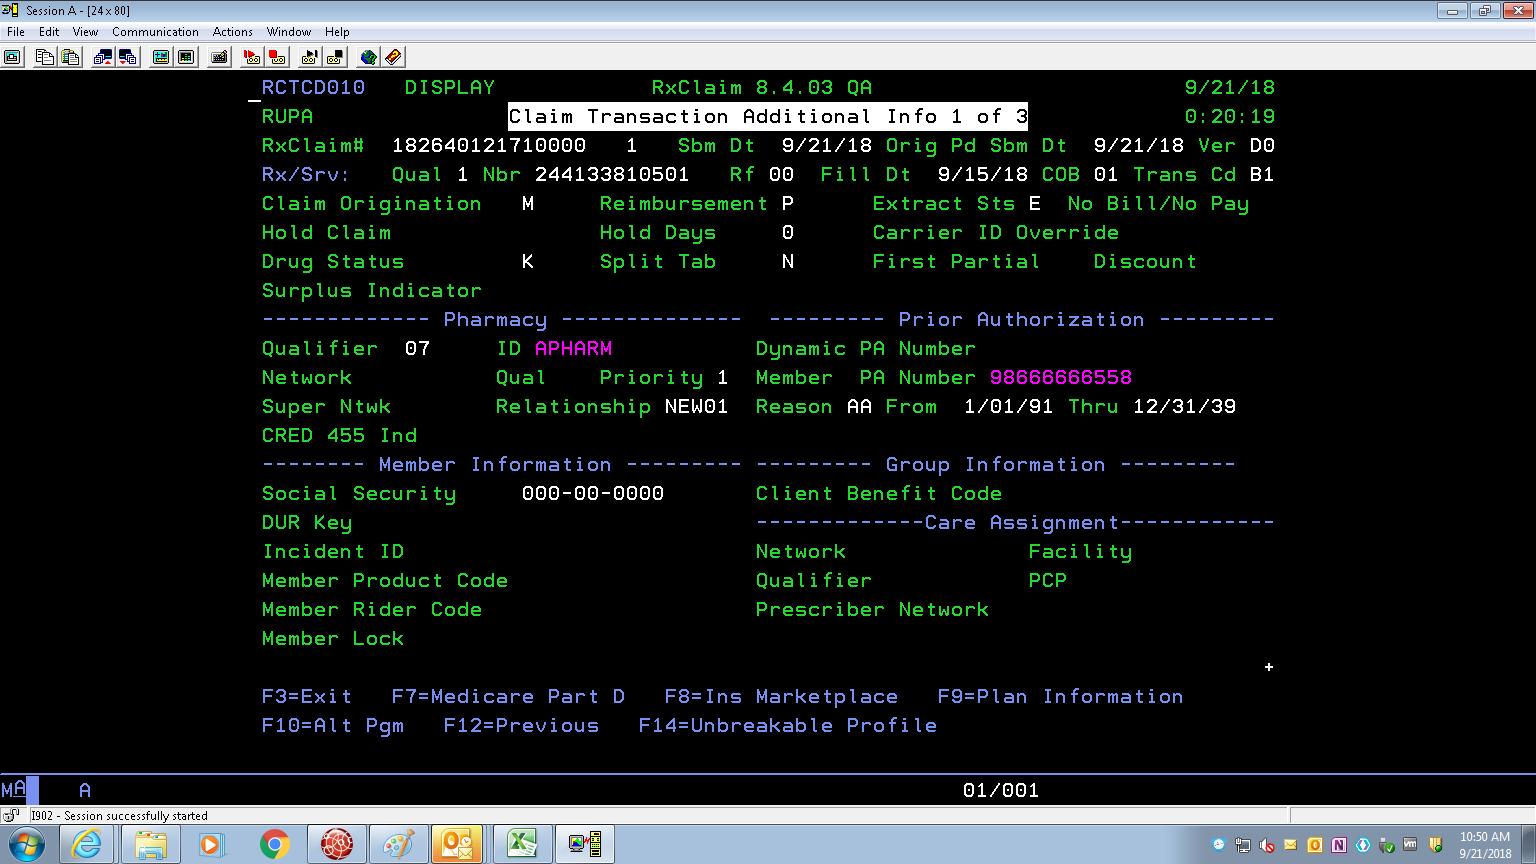 Session A - [24 x 80]
File Edit View Communication Actions Window Help
RCTCD010 DISPLAY RxClaim 8.4.03 QA 9/21/18
RUPA Claim Transaction Additional Info 1 of 3 0:20:19
RxClaim# 182640121710000 1 Sbm Dt 9/21/18 Orig Pd Sbm Dt 9/21/18 Ver D0
Rx/Srv: Qual 1 Nbr 244133810501 Rf 00 Fill Dt 9/15/18 COB 01 Trans Cd B1
Claim Origination M Reimbursement P Extract Sts E No Bill/No Pay
Hold Claim Hold Days 0 Carrier ID Override
Drug Status K Split Tab N First Partial Discount
Surplus Indicator
------------- Pharmacy -------------- --------- Prior Authorization ---------
Qualifier 07 ID APHARM Dynamic PA Number
Network Qual Priority 1 Member PA Number 98666666558
Super Ntwk Relationship NEW01 Reason AA From 1/01/91 Thru 12/31/39
CRED 455 Ind
-------- Member Information --------- --------- Group Information ---------
Social Security 000-00-0000 Client Benefit Code
DUR Key -------------Care Assignment------------
Incident ID Network Facility
Member Product Code Qualifier PCP
Member Rider Code Prescriber Network
Member Lock
+
F3=Exit F7=Medicare Part D F8=Ins Marketplace F9=Plan Information
F10=Alt Pgm F12=Previous F14=Unbreakable Profile
MA A 01/001
I902 - Session successfully started
10:50 AM
9/21/2018